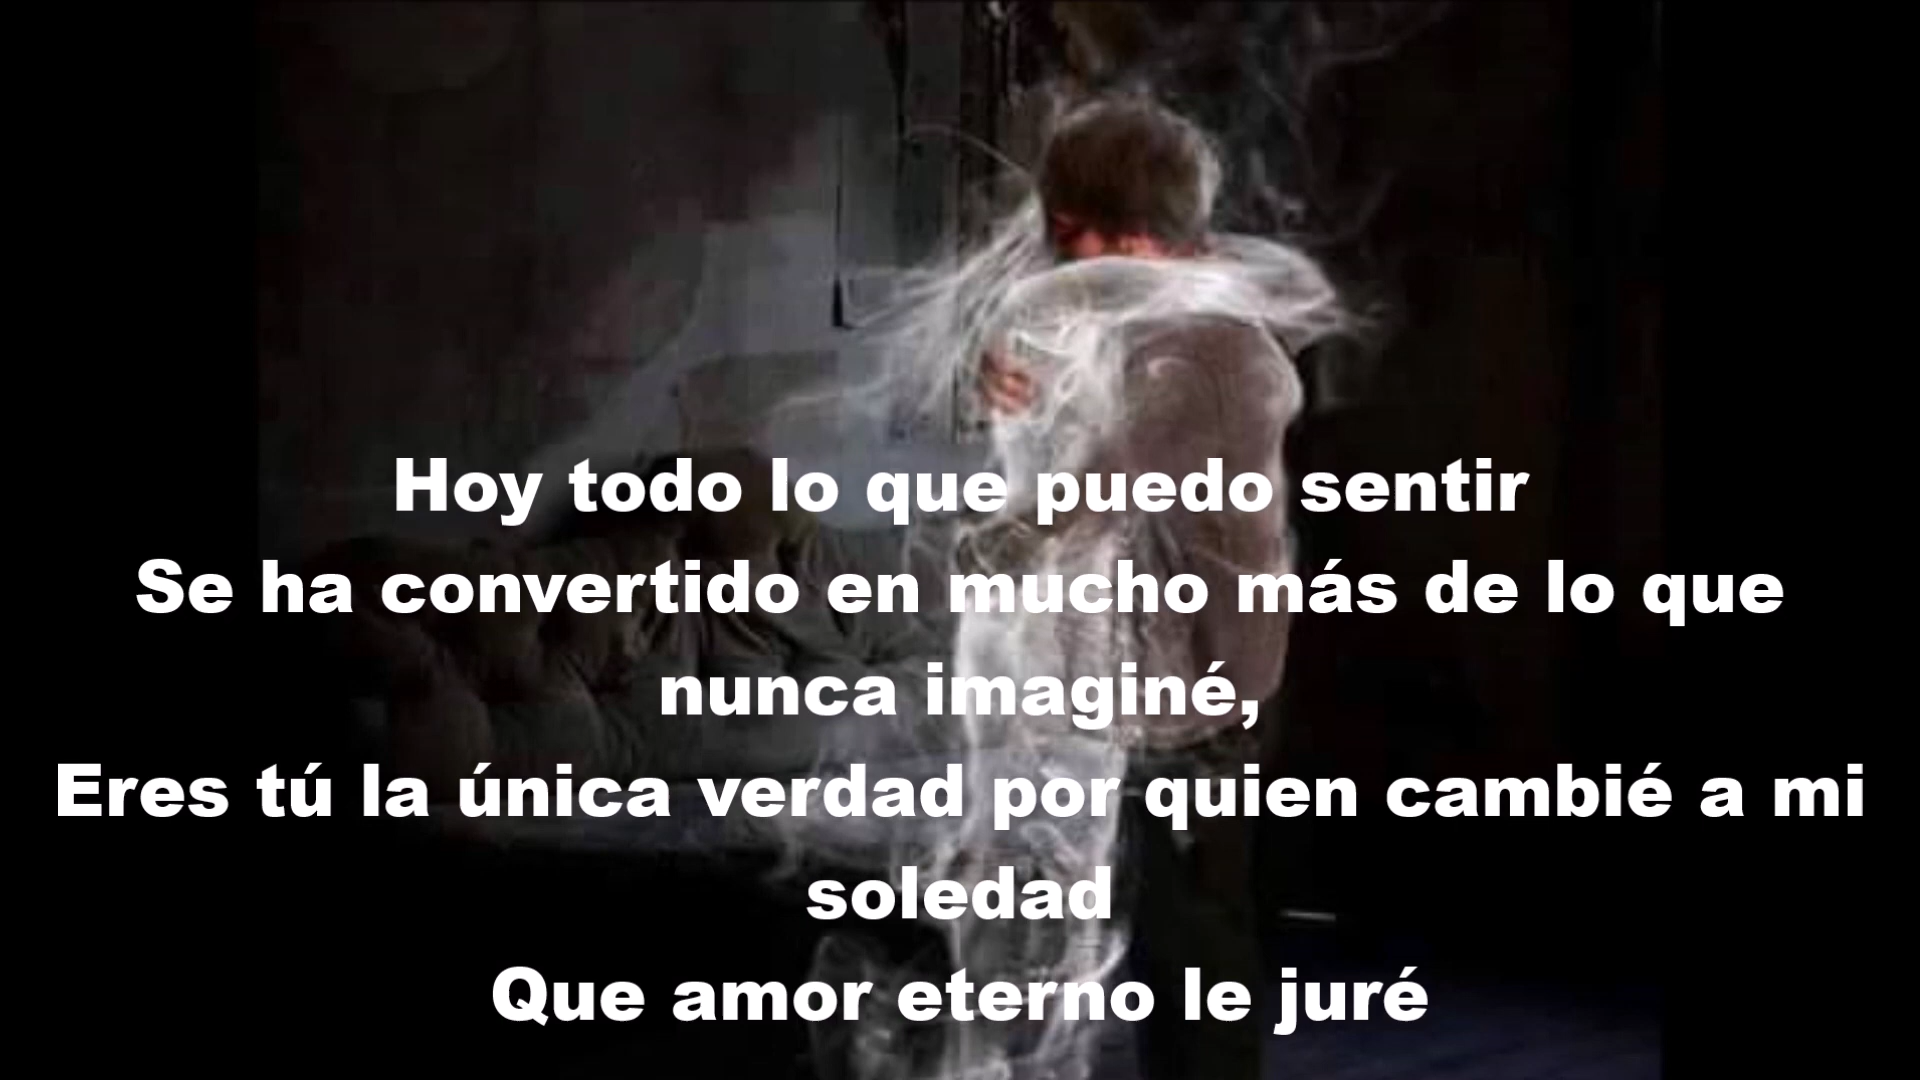 Hoy todo lo que puedo sentir
Se ha convertido en mucho más de lo que
nunca imaginé,
Eres tú la única verdad por quien cambié a mi
soledad
Que amor eterno le juré